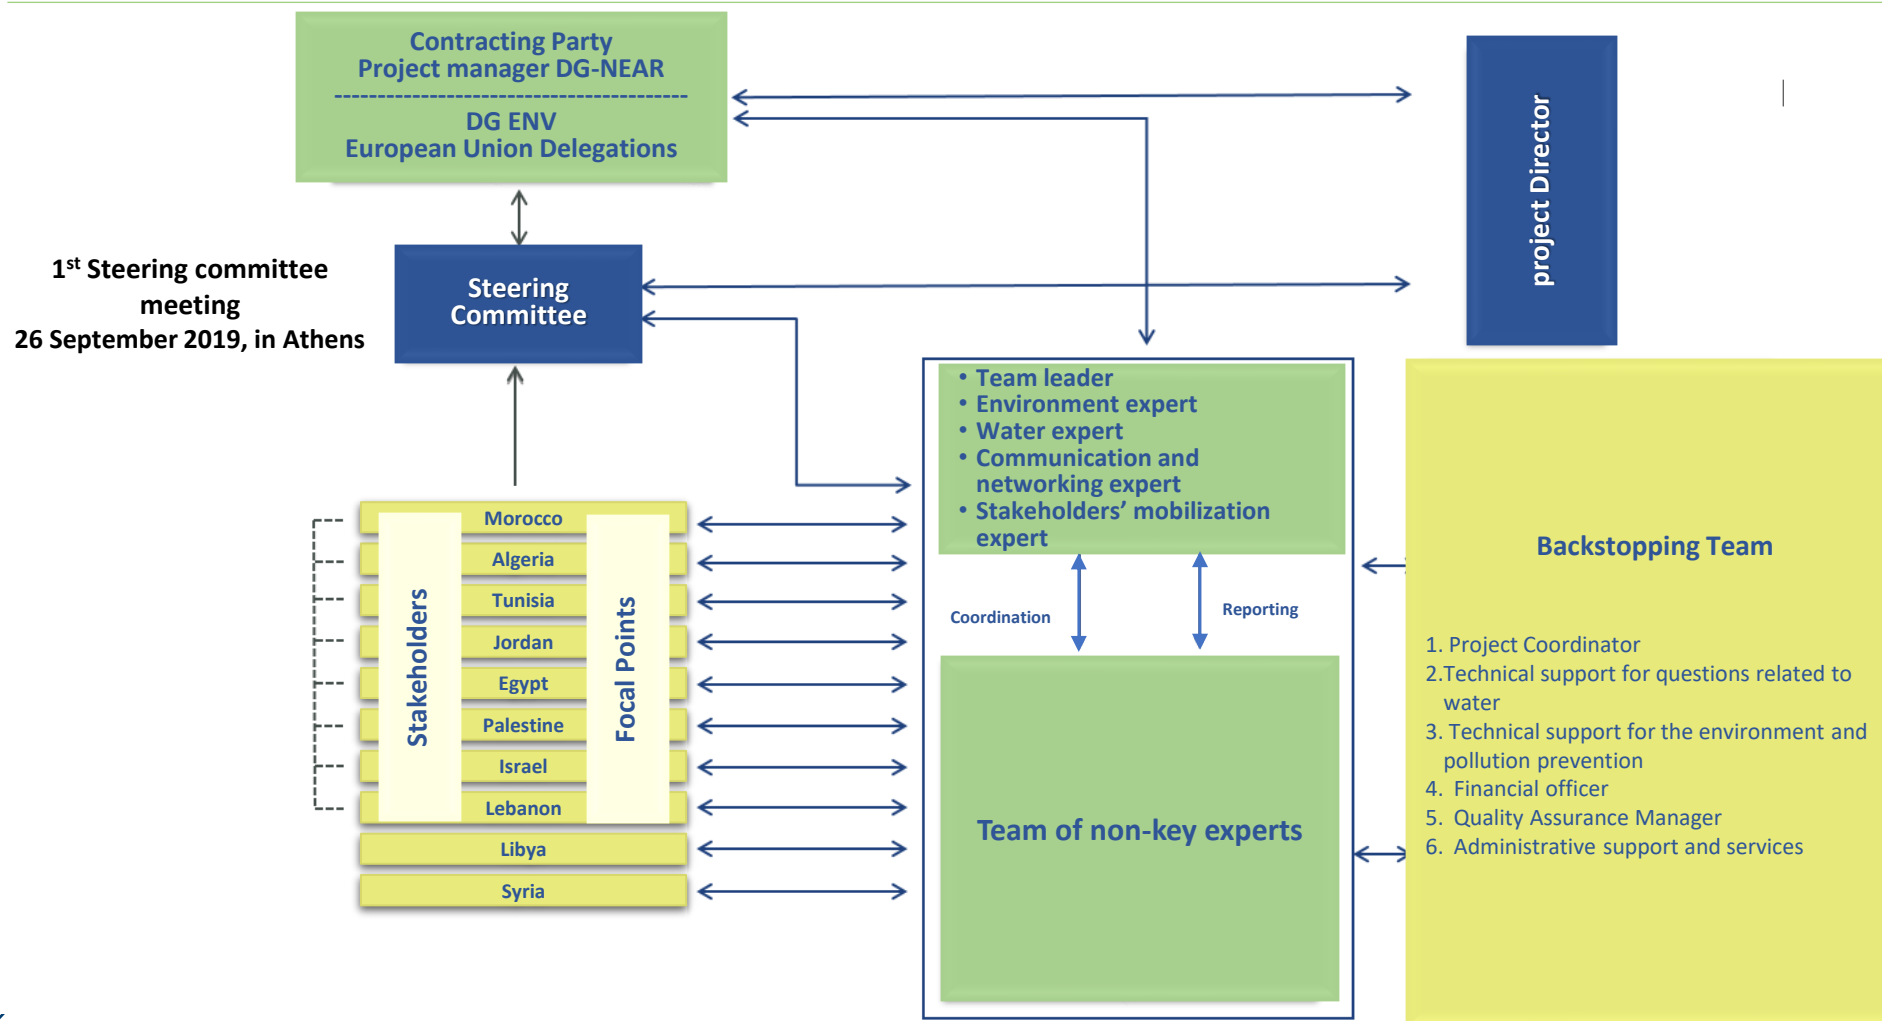 Contracting Party
Project manager DG-NEAR
-----------------------------------------
DG ENV
European Union Delegations
project Director
1st Steering committee
meeting
26 September 2019, in Athens
Steering
Committee
• Team leader
• Environment expert
• Water expert
• Communication and
networking expert
• Stakeholders’ mobilization
expert
Stakeholders
Focal Points
Morocco
Algeria
Tunisia
Jordan
Egypt
Palestine
Israel
Lebanon
Libya
Syria
Coordination
Reporting
Team of non-key experts
Backstopping Team
1. Project Coordinator
2.Technical support for questions related to
water
3. Technical support for the environment and
pollution prevention
4. Financial officer
5. Quality Assurance Manager
6. Administrative support and services